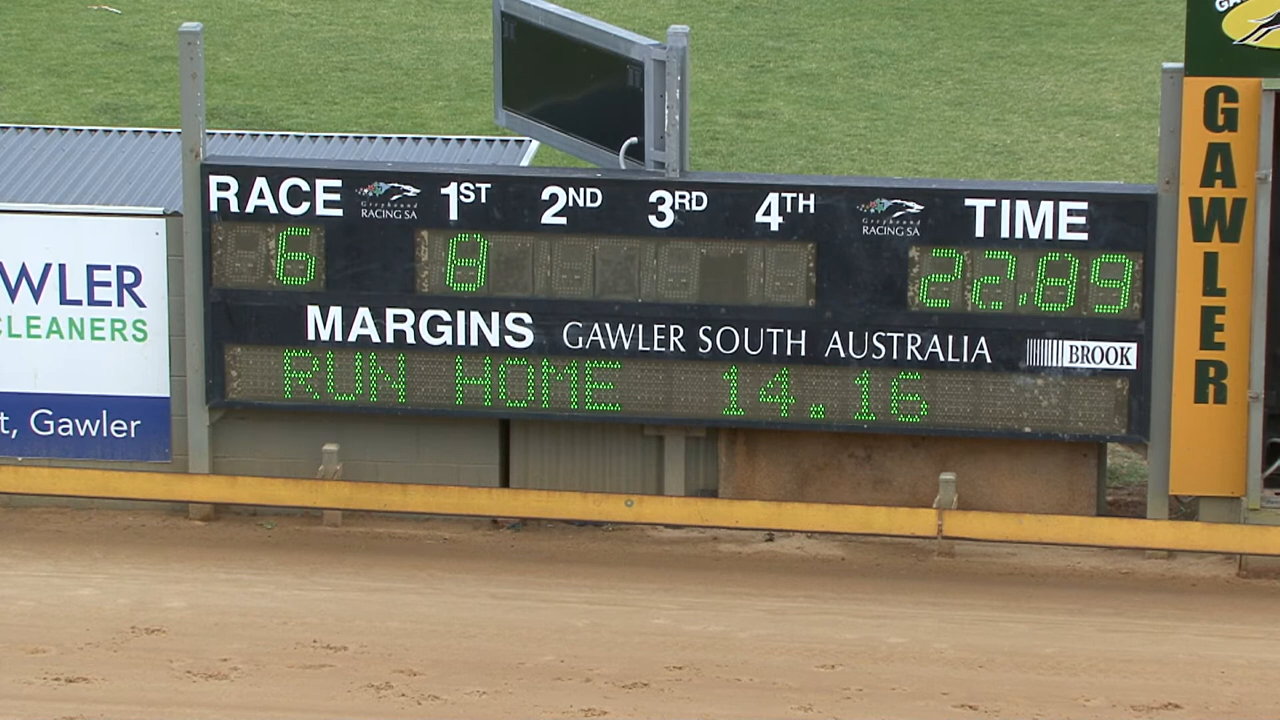 RACE
Greyhound
RACING SA
1ST
2ND
3RD
4TH
Greyhound
RACING SA
TIME
6
8
22.89
MARGINS
GAWLER SOUTH AUSTRALIA
BROOK
RUN HOME 14.16
WLER
CLEANERS
t, Gawler
GA
GAWLER